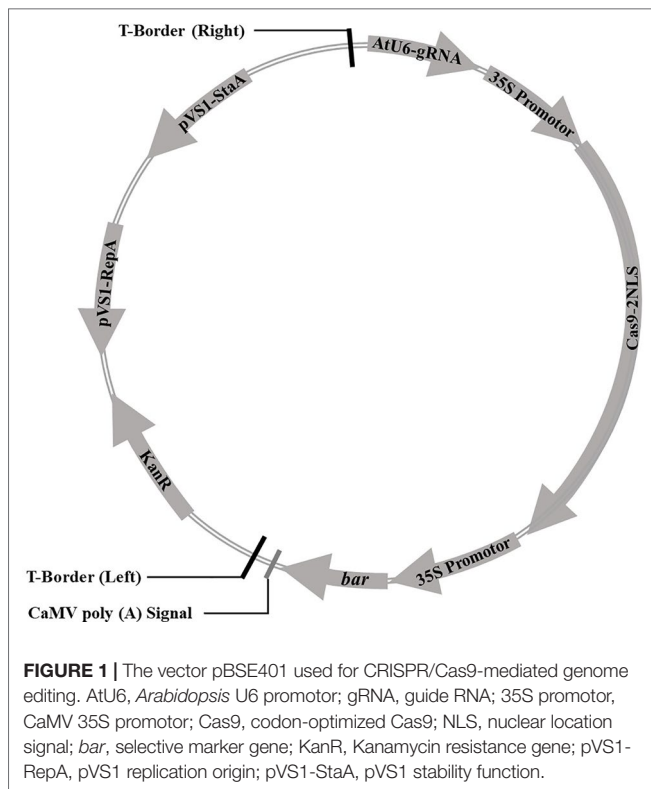 T-Border (Right)
AtU6-gRNA
35S Promotor
Cas9-2NLS
35S Promotor
bar
CaMV poly (A) Signal
T-Border (Left)
KanR
pVS1-RepA
pVS1-StaA
FIGURE 1 | The vector pBSE401 used for CRISPR/Cas9-mediated genome
editing. AtU6, Arabidopsis U6 promotor; gRNA, guide RNA; 35S promotor,
CaMV 35S promotor; Cas9, codon-optimized Cas9; NLS, nuclear location
signal; bar, selective marker gene; KanR, Kanamycin resistance gene; pVS1-
RepA, pVS1 replication origin; pVS1-StaA, pVS1 stability function.